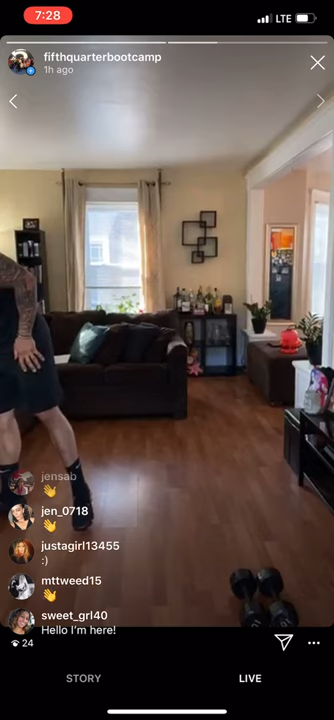 7:28
LTE
fifthquarterbootcamp
1h ago
jensab
👋
jen_0718
👋
justagirl13455
:)
mttweed15
👋
sweet_grl40
Hello I'm here!
24
STORY
LIVE